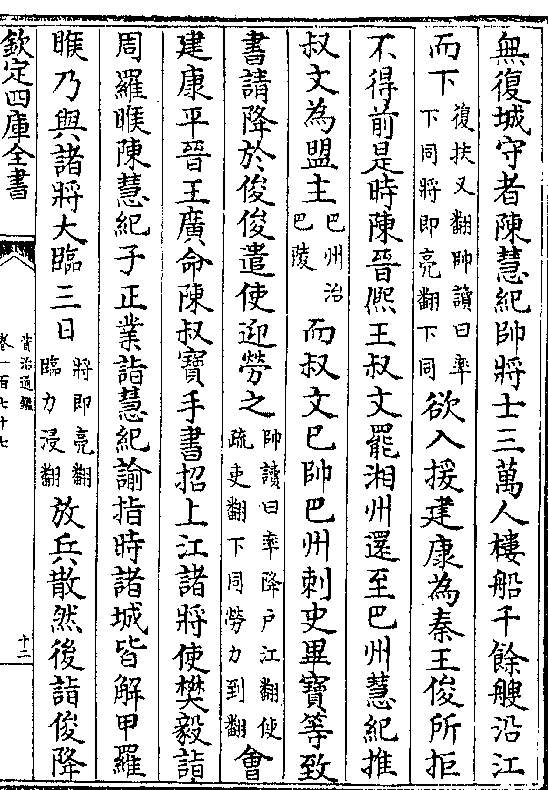 無復城守者陳慧紀帥將士三萬人樓船千餘艘沿江
而下復扶又翻帥讀曰率下同將即亮翻下同欲入援建康為秦王俊所拒
不得前是時陳晉熙王叔文罷湘州還至巴州慧紀推
叔文為盟主巴州治巴陵而叔文已帥巴州刺史畢寶等致
書請降於俊俊遣使迎勞之帥讀曰率降戶江翻使疏吏翻下同勞力到翻會
建康平晉王廣命陳叔寶手書招上江諸將使樊毅詣
周羅睺陳慧紀子正業詣慧紀諭指時諸城皆解甲羅
睺乃與諸將大臨三日將即亮翻臨力浸翻放兵散然後詣俊降
欽定四庫全書
資治通鑑
卷一百七十七
十二